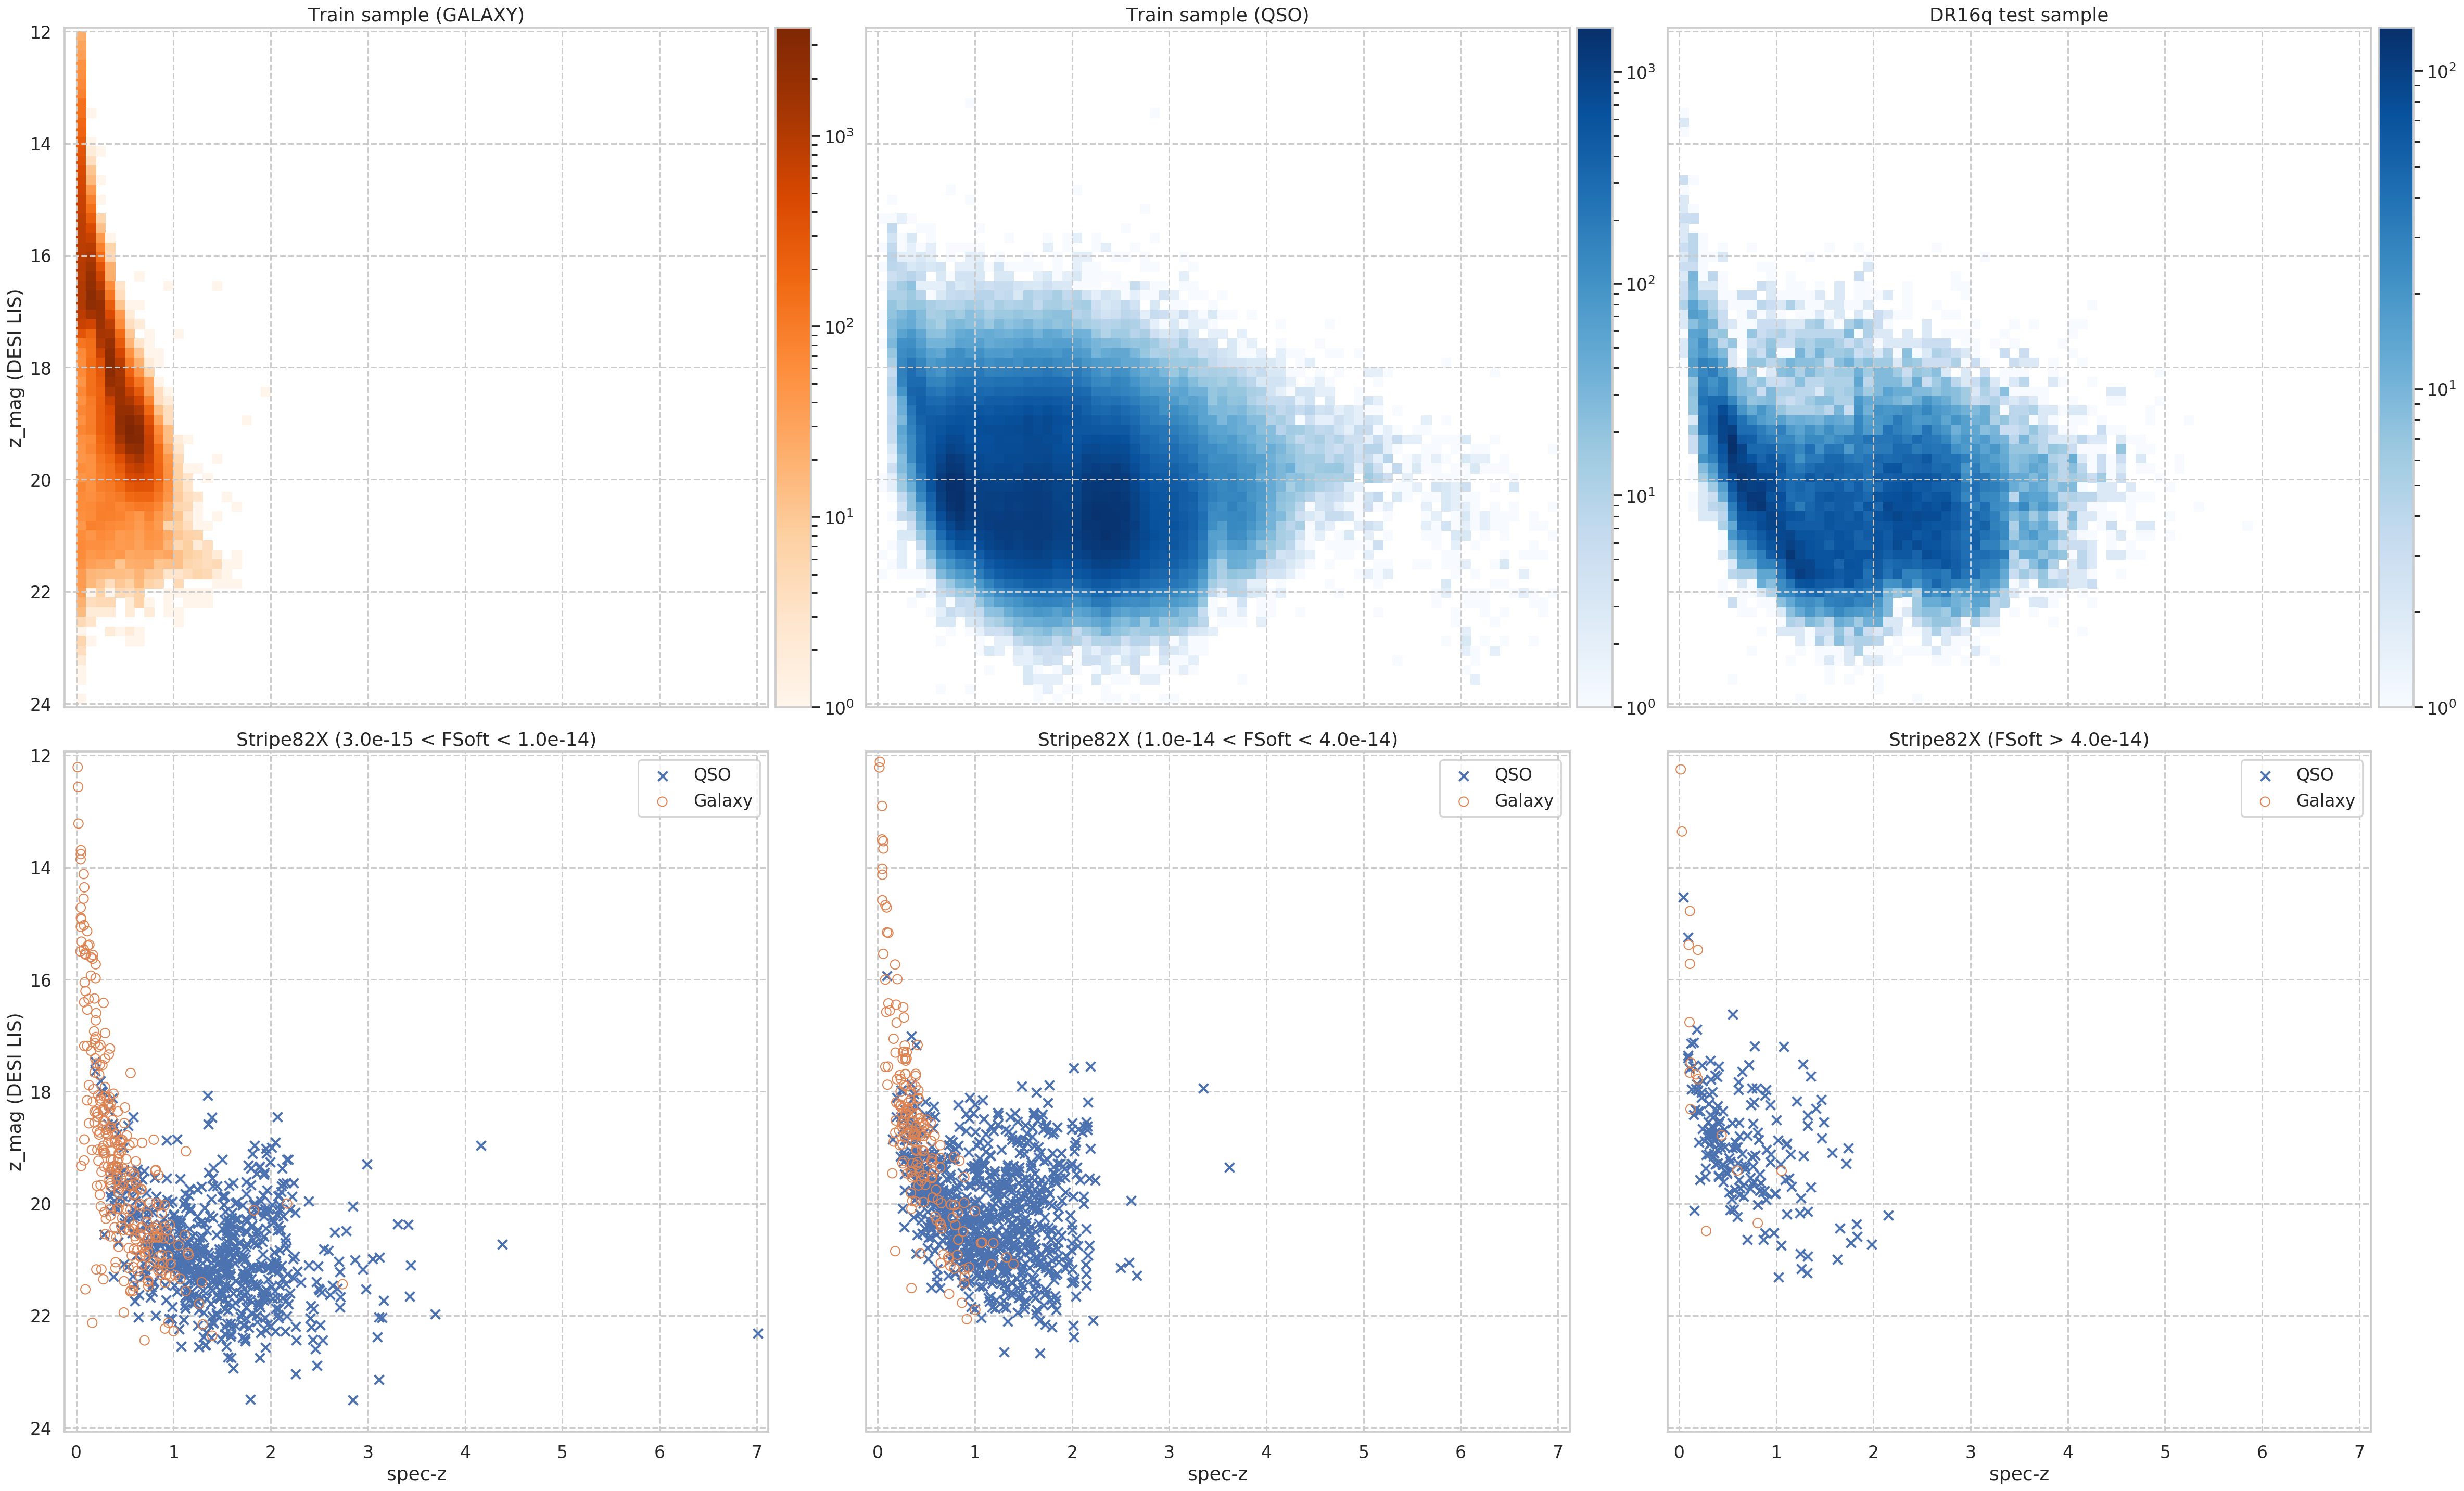 Train sample (GALAXY)
Train sample (QSO)
DR16q test sample
12
14
16
18
20
22
24
z_mag (DESI LIS)
10³
10²
10¹
10⁰
10³
10²
10¹
10⁰
10²
10¹
10⁰
Stripe82X (3.0e-15 < FSoft < 1.0e-14)
Stripe82X (1.0e-14 < FSoft < 4.0e-14)
Stripe82X (FSoft > 4.0e-14)
QSO
Galaxy
QSO
Galaxy
QSO
Galaxy
12
14
16
18
20
22
24
z_mag (DESI LIS)
0 1 2 3 4 5 6 7
0 1 2 3 4 5 6 7
0 1 2 3 4 5 6 7
spec-z
spec-z
spec-z